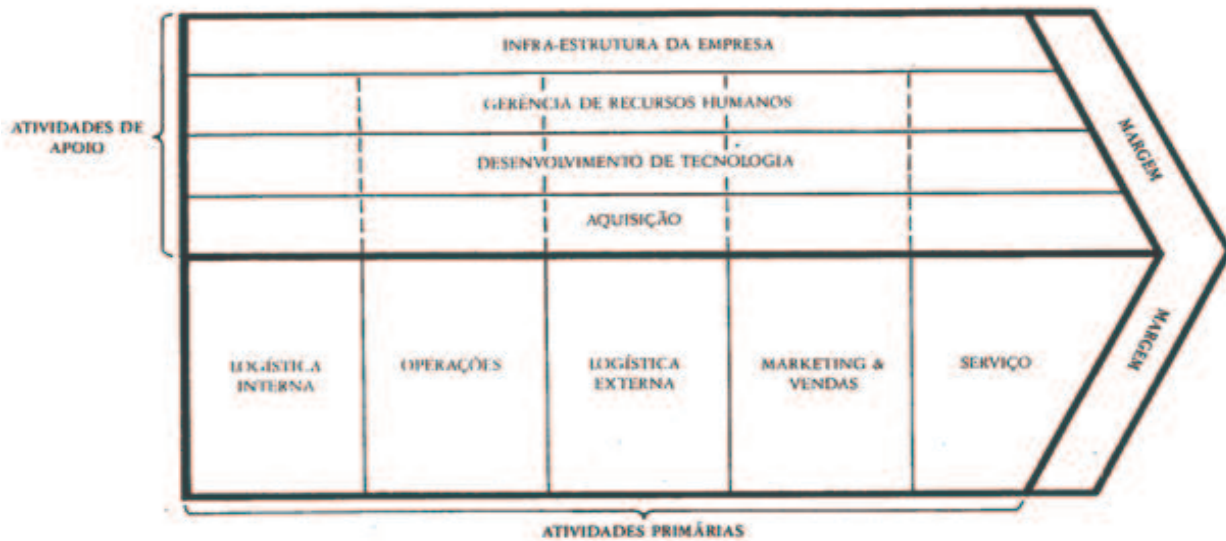 INFRA-ESTRUTURA DA EMPRESA
GERÊNCIA DE RECURSOS HUMANOS
ATIVIDADES DE
APOIO
DESENVOLVIMENTO DE TECNOLOGIA
AQUISIÇÃO
MARGEM
LOGÍSTICA
INTERNA
OPERAÇÕES
LOGÍSTICA
EXTERNA
MARKETING &
VENDAS
SERVIÇO
MARGEM
ATIVIDADES PRIMÁRIAS